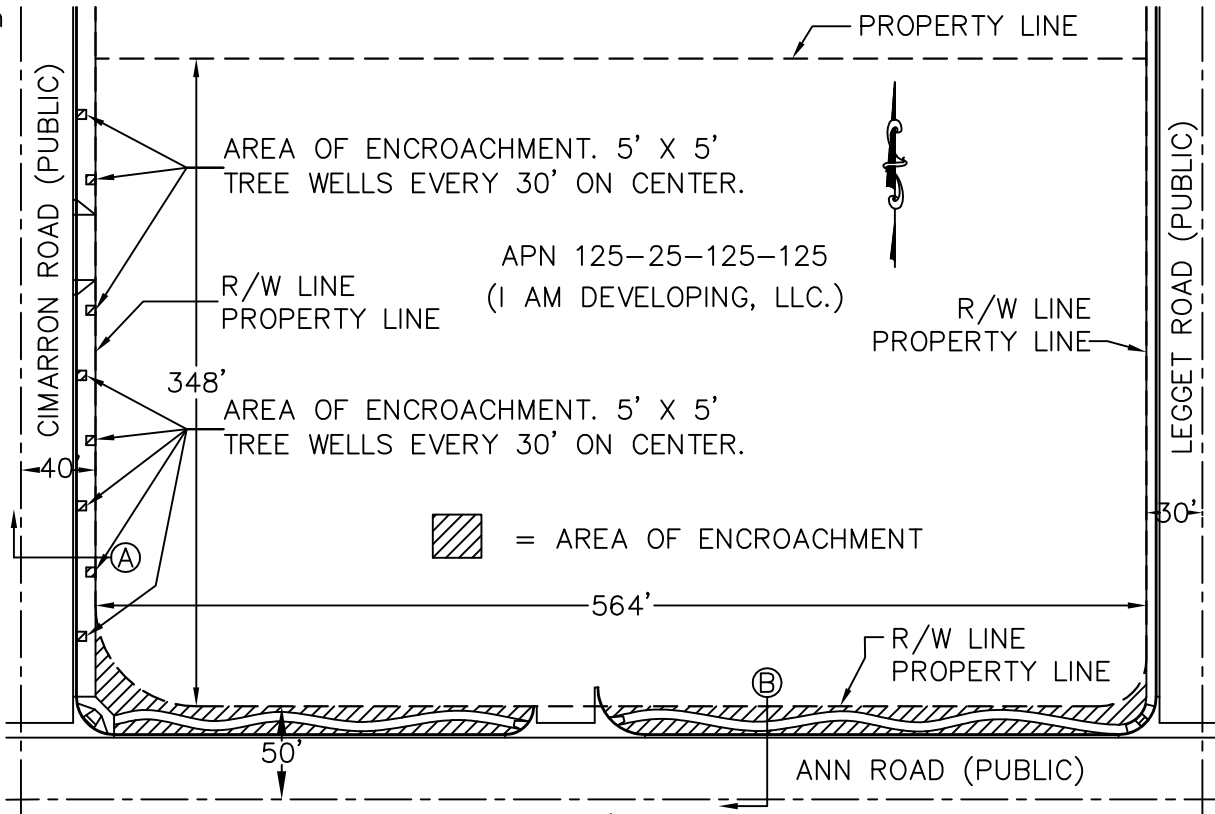 PROPERTY LINE
CIMARRON ROAD (PUBLIC)
AREA OF ENCROACHMENT. 5' X 5'
TREE WELLS EVERY 30' ON CENTER.
LEGGET ROAD (PUBLIC)
APN 125-25-125-125
(I AM DEVELOPING, LLC.)
R/W LINE
PROPERTY LINE
R/W LINE
PROPERTY LINE
348'
AREA OF ENCROACHMENT. 5' X 5'
TREE WELLS EVERY 30' ON CENTER.
40'
30'
= AREA OF ENCROACHMENT
A
564'
R/W LINE
PROPERTY LINE
B
50'
ANN ROAD (PUBLIC)